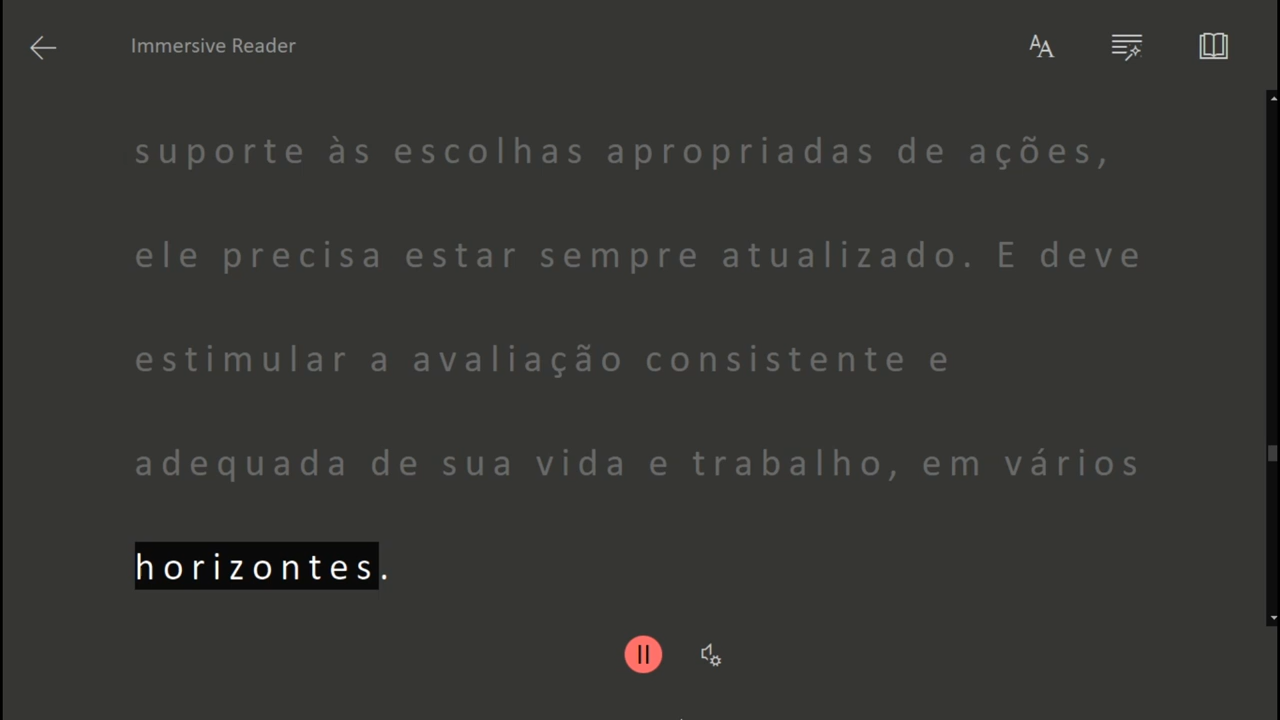 Immersive Reader
suporte às escolhas apropriadas de ações,
ele precisa estar sempre atualizado. E deve
estimular a avaliação consistente e
adequada de sua vida e trabalho, em vários
horizontes.